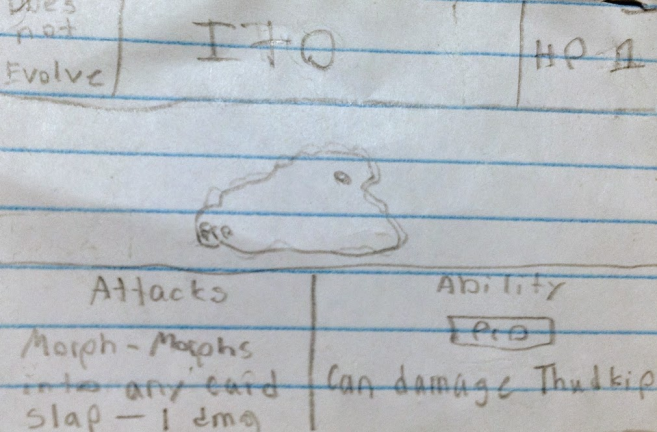 Does
not
Evolve
ITO
HP 1
Pro
Attacks
Morph - Morphs
into any card
slap - 1 dmg
Ability
Pro
Can damage Thudkip